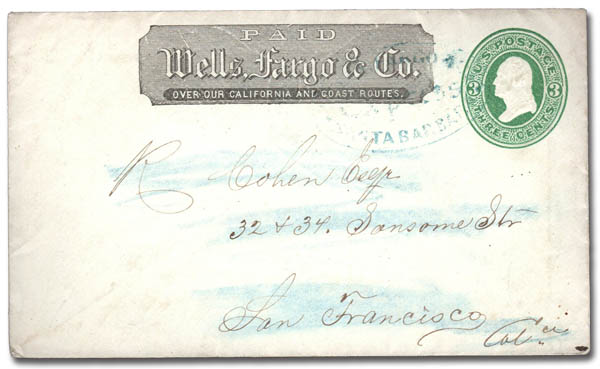 PAID
Wells, Fargo & Co.
OVER OUR CALIFORNIA AND COAST ROUTES.
U.S. POSTAGE
3 3
THREE CENTS
R Cohen Esqr
32 & 34. Sansome Str
San Francisco
Cal